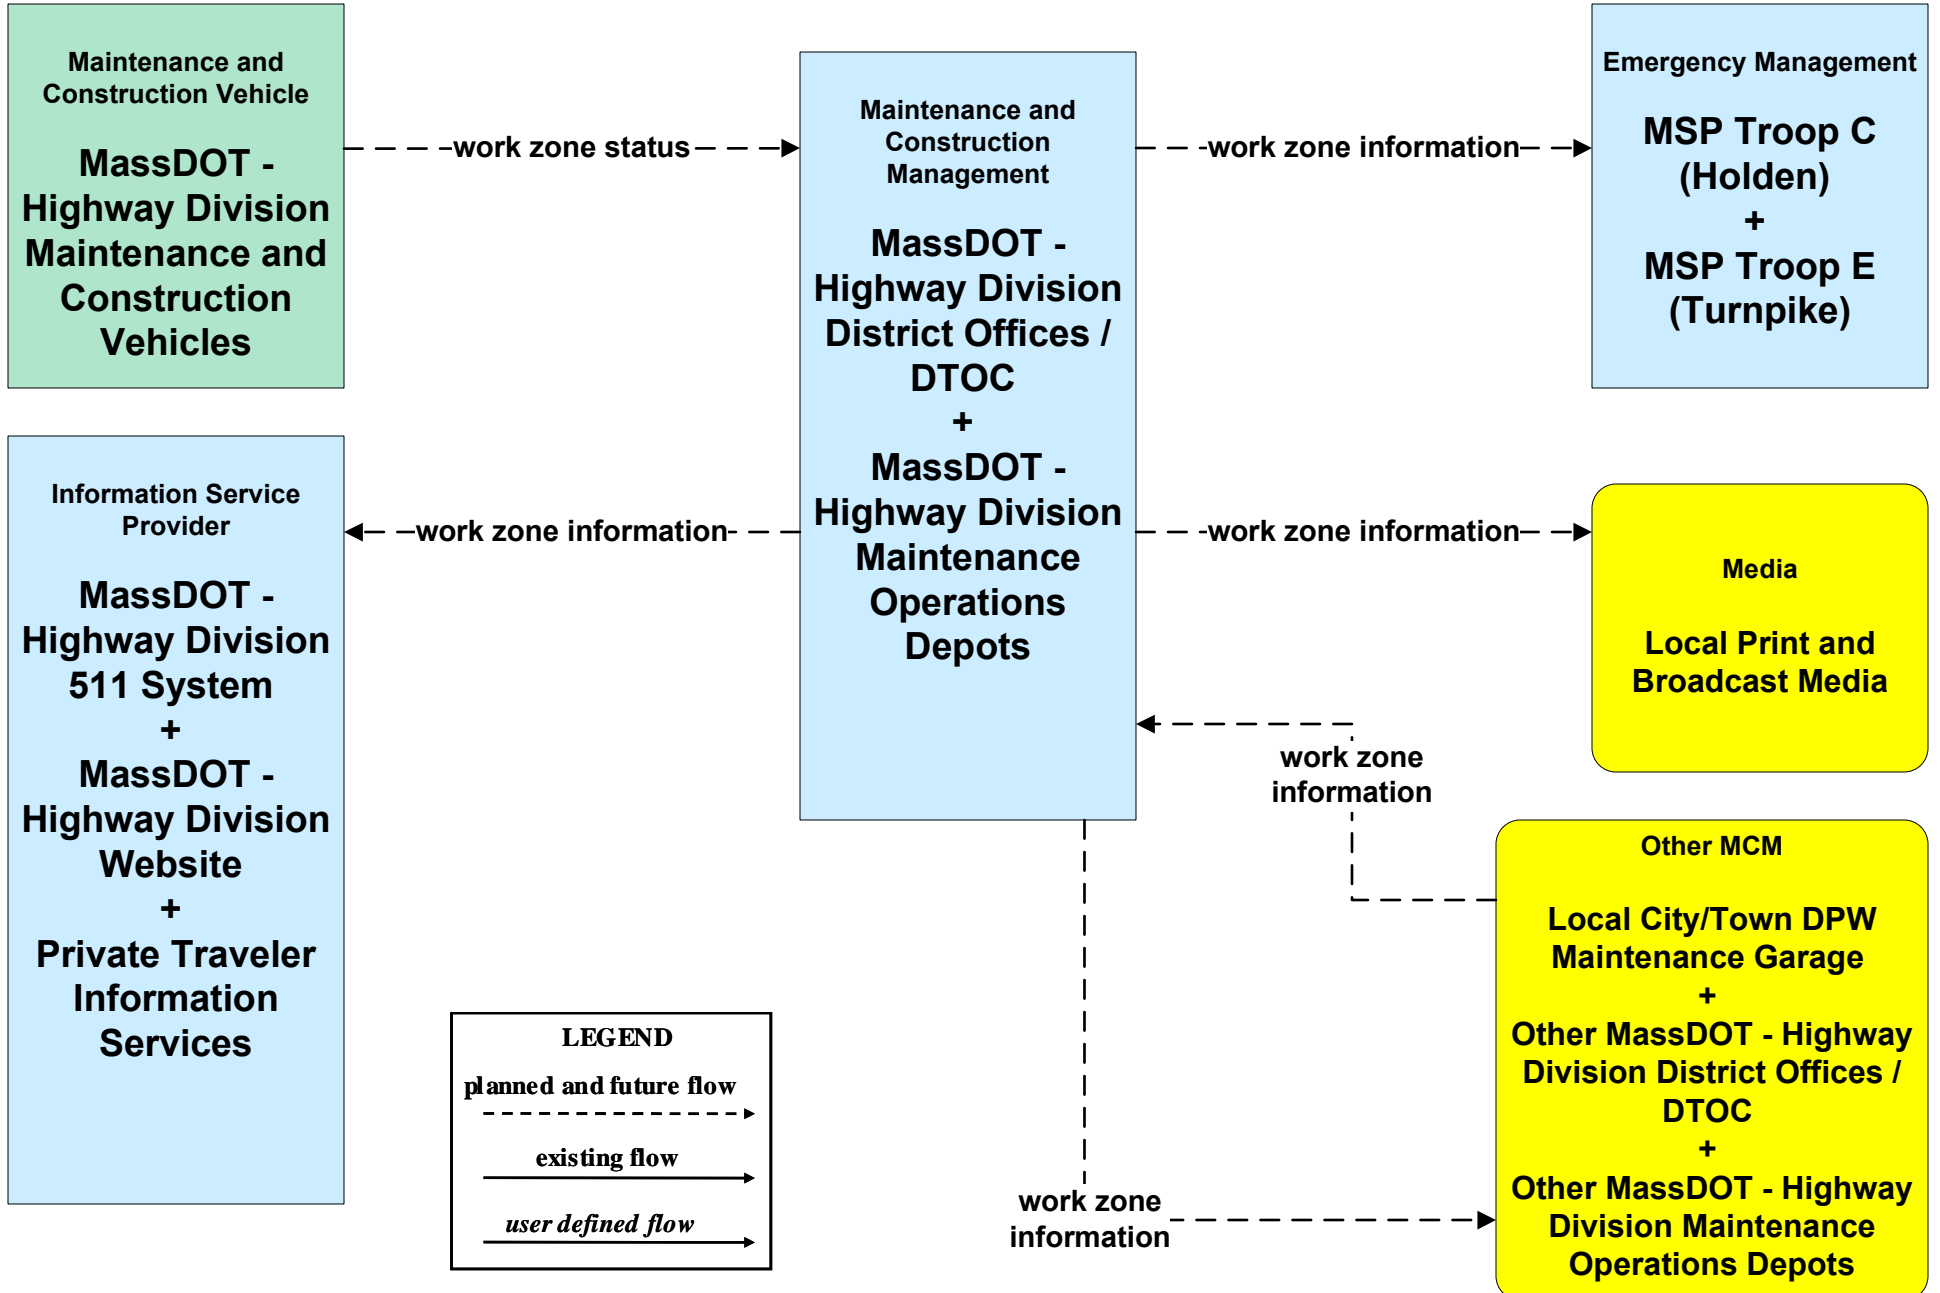 Maintenance and
Construction Vehicle
MassDOT -
Highway Division
Maintenance and
Construction
Vehicles
work zone status
Maintenance and
Construction
Management
MassDOT -
Highway Division
District Offices /
DTOC
+
MassDOT -
Highway Division
Maintenance
Operations
Depots
work zone information
Emergency Management
MSP Troop C
(Holden)
+
MSP Troop E
(Turnpike)
Information Service
Provider
MassDOT -
Highway Division
511 System
+
MassDOT -
Highway Division
Website
+
Private Traveler
Information
Services
work zone information
work zone information
Media
Local Print and
Broadcast Media
work zone
information
Other MCM
Local City/Town DPW
Maintenance Garage
+
Other MassDOT - Highway
Division District Offices /
DTOC
+
Other MassDOT - Highway
Division Maintenance
Operations Depots
work zone
information
LEGEND
planned and future flow
existing flow
user defined flow